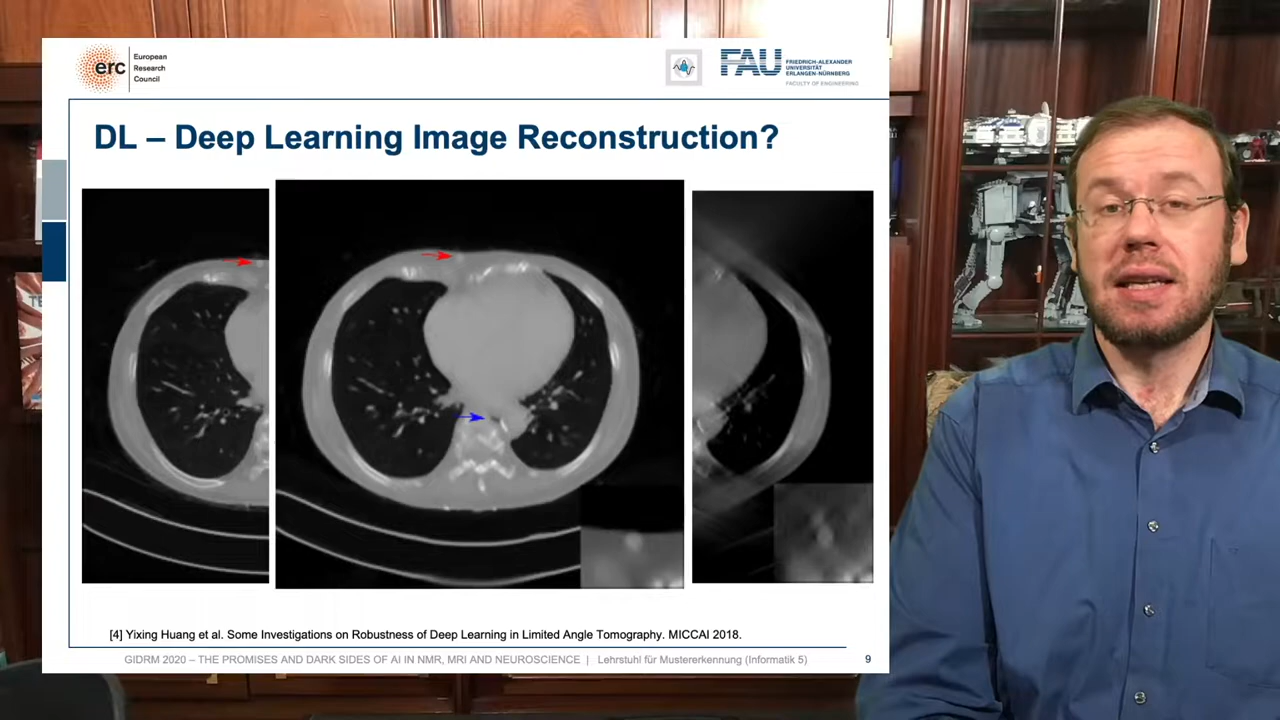 erc
European
Research
Council
FAU
FRIEDRICH-ALEXANDER
UNIVERSITÄT
ERLANGEN-NÜRNBERG
FACULTY OF ENGINEERING
DL – Deep Learning Image Reconstruction?
TE
[4] Yixing Huang et al. Some Investigations on Robustness of Deep Learning in Limited Angle Tomography. MICCAI 2018.
GIDRM 2020 – THE PROMISES AND DARK SIDES OF AI IN NMR, MRI AND NEUROSCIENCE | Lehrstuhl für Mustererkennung (Informatik 5)
9